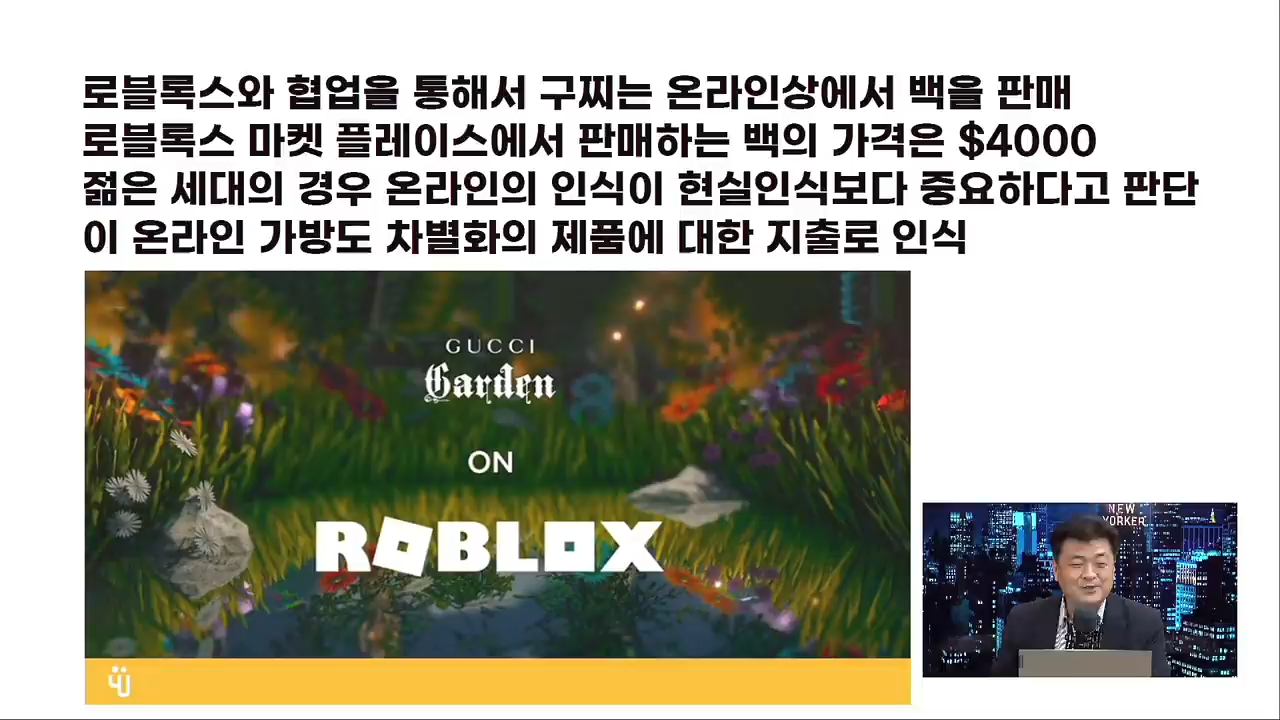 로블록스와 협업을 통해서 구찌는 온라인상에서 백을 판매
로블록스 마켓 플레이스에서 판매하는 백의 가격은 $4000
젊은 세대의 경우 온라인의 인식이 현실인식보다 중요하다고 판단
이 온라인 가방도 차별화의 제품에 대한 지출로 인식
GUCCI
Garden
ON
ROBLOX
NEW
YORKER